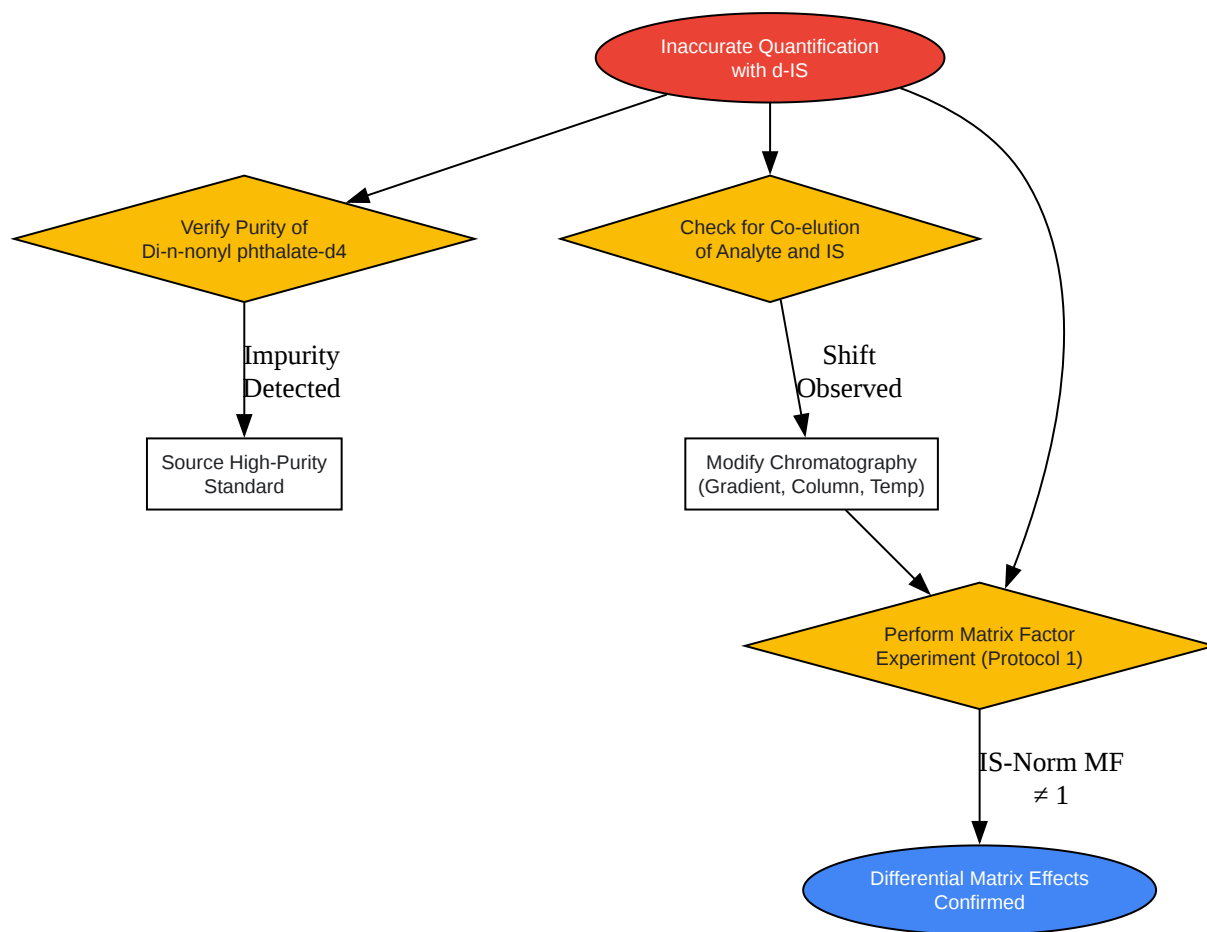 Inaccurate Quantification
with d-IS
Verify Purity of
Di-n-nonyl phthalate-d4
Check for Co-elution
of Analyte and IS
Impurity
Detected
Shift
Observed
Source High-Purity
Standard
Modify Chromatography
(Gradient, Column, Temp)
Perform Matrix Factor
Experiment (Protocol 1)
IS-Norm MF
≠ 1
Differential Matrix Effects
Confirmed